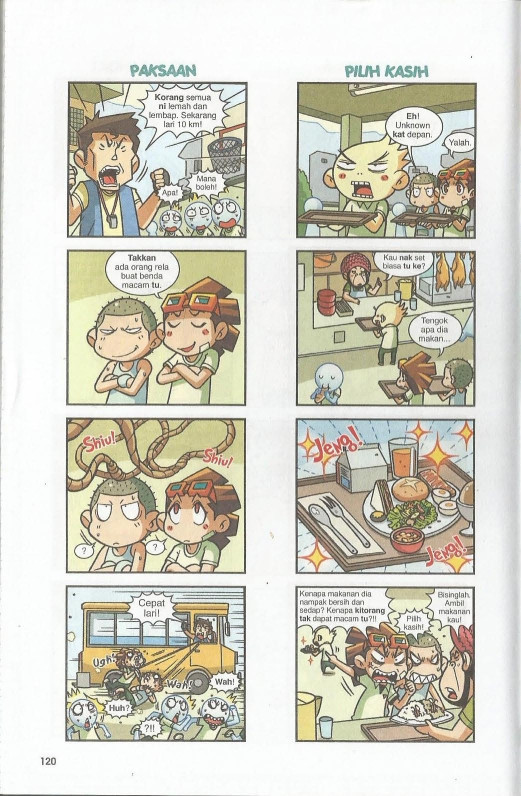 PAKSAAN
Korang semua
ni lemah dan
lembap. Sekarang
lari 10 km!
Apa!
Mana
boleh!
Takkan
ada orang rela
buat benda
macam tu.
Shiu!
Shiu!
?
?
Cepat
lari!
Ugh!
Wah!
Wah!
Huh?
?!!
PILIH KASIH
Eh!
Unknown
kat depan.
Yalah.
Kau nak set
biasa tu ke?
Tengok
apa dia
makan...
Jeng!
Jeng!
Kenapa makanan dia
nampak bersih dan
sedap? Kenapa kitorang
tak dapat macam tu?!!
Pilih
kasih!
Bisinglah.
Ambil
makanan
kau!
120